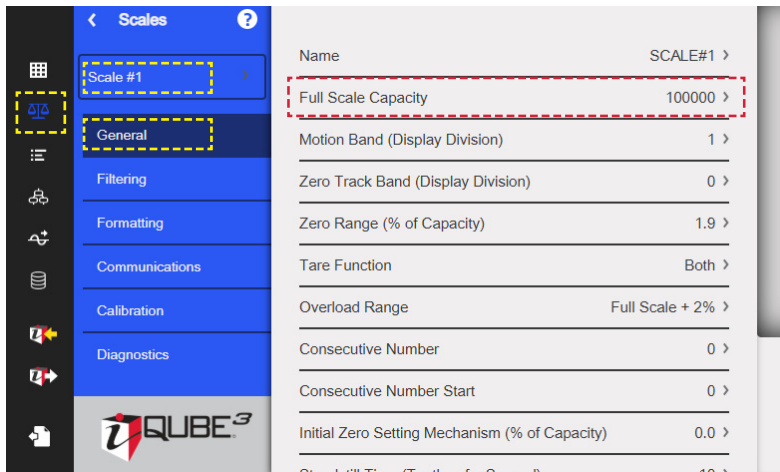 Scales ?
Scale #1
General
Filtering
Formatting
Communications
Calibration
Diagnostics
iQUBE3
Name SCALE#1
Full Scale Capacity 100000
Motion Band (Display Division) 1
Zero Track Band (Display Division) 0
Zero Range (% of Capacity) 1.9
Tare Function Both
Overload Range Full Scale + 2%
Consecutive Number 0
Consecutive Number Start 0
Initial Zero Setting Mechanism (% of Capacity) 0.0